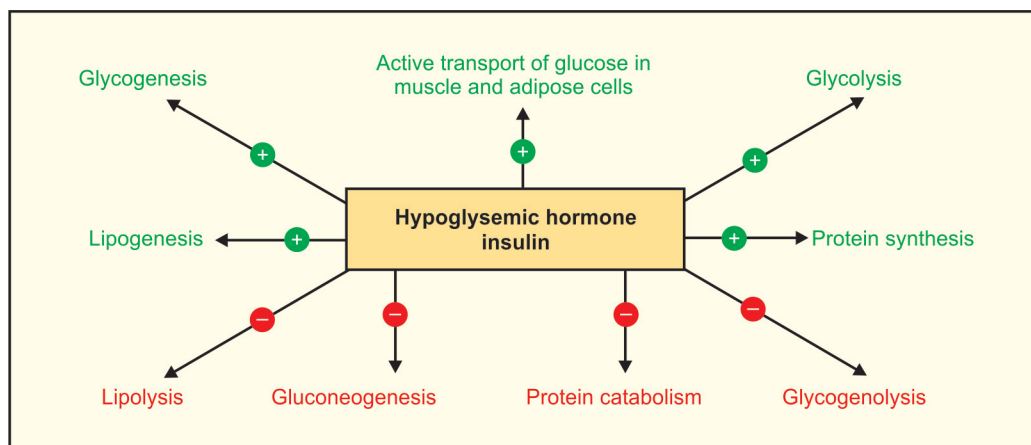 Active transport of glucose in
muscle and adipose cells
Glycogenesis
Glycolysis
+
+
+
Hypoglysemic hormone
insulin
Lipogenesis
+
+
Protein synthesis
−
−
−
−
Lipolysis
Gluconeogenesis
Protein catabolism
Glycogenolysis